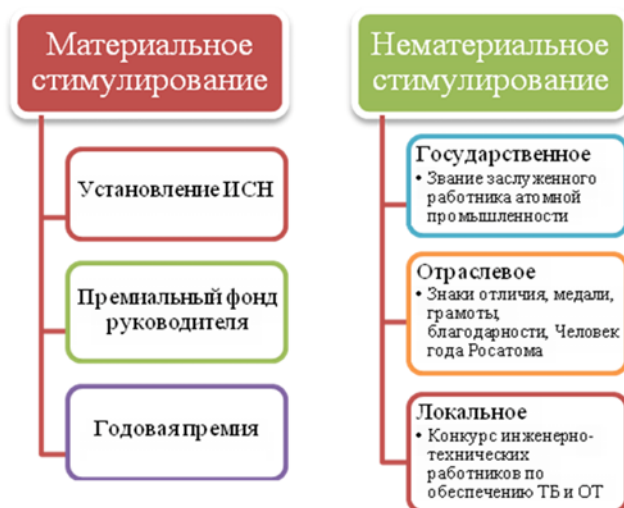 Материальное
стимулирование
Установление ИСН
Премиальный фонд
руководителя
Годовая премия
Нематериальное
стимулирование
Государственное
• Звание заслуженного
работника атомной
промышленности
Отраслевое
• Знаки отличия, медали,
грамоты,
благодарности, Человек
года Росатома
Локальное
• Конкурс инженерно-
технических
работников по
обеспечению ТБ и ОТ